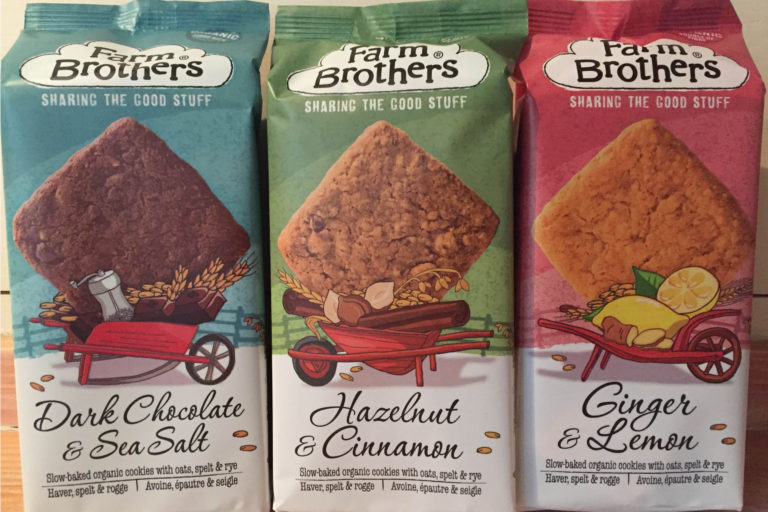 Farm
Brothers®
SHARING THE GOOD STUFF
Dark Chocolate
& Sea Salt
Slow-baked organic cookies with oats, spelt & rye
Haver, spelt & rogge | Avoine, épautre & seigle
Farm
Brothers®
SHARING THE GOOD STUFF
Hazelnut
& Cinnamon
Slow-baked organic cookies with oats, spelt & rye
Haver, spelt & rogge | Avoine, épautre & seigle
Farm
Brothers®
SHARING THE GOOD STUFF
Ginger
& Lemon
Slow-baked organic cookies with oats, spelt & rye
Haver, spelt & rogge | Avoine, épautre & seigle